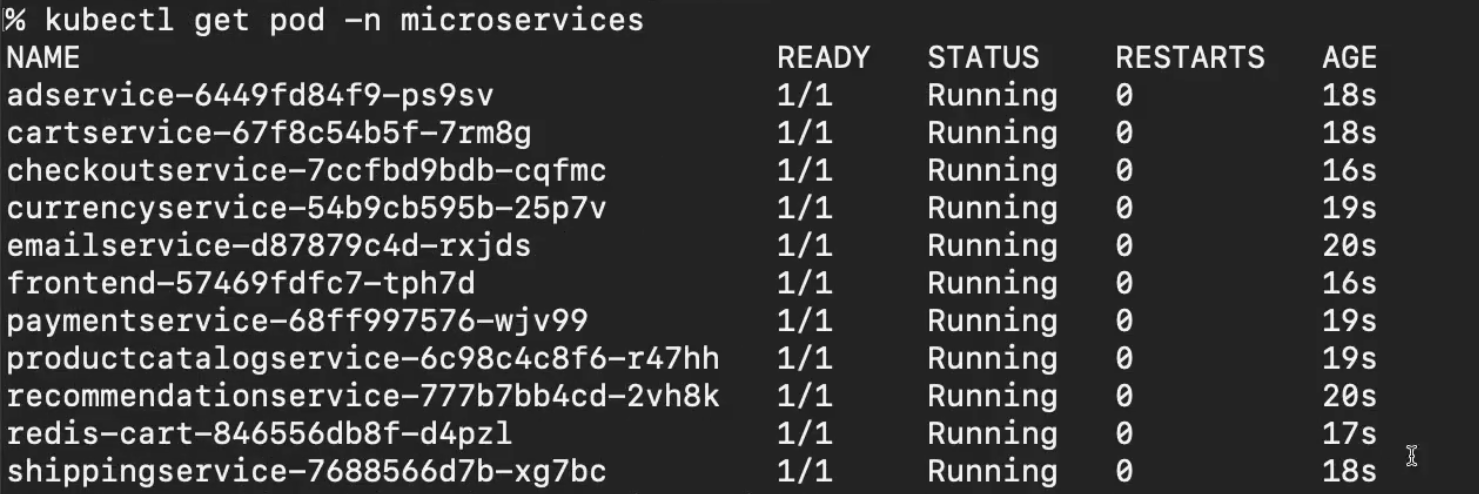 % kubectl get pod -n microservices
NAME READY STATUS RESTARTS AGE
adservice-6449fd84f9-ps9sv 1/1 Running 0 18s
cartservice-67f8c54b5f-7rm8g 1/1 Running 0 18s
checkoutservice-7ccfbd9bdb-cqfmc 1/1 Running 0 16s
currencyservice-54b9cb595b-25p7v 1/1 Running 0 19s
emailservice-d87879c4d-rxjds 1/1 Running 0 20s
frontend-57469fdfc7-tph7d 1/1 Running 0 16s
paymentservice-68ff997576-wjv99 1/1 Running 0 19s
productcatalogservice-6c98c4c8f6-r47hh 1/1 Running 0 19s
recommendationservice-777b7bb4cd-2vh8k 1/1 Running 0 20s
redis-cart-846556db8f-d4pzl 1/1 Running 0 17s
shippingservice-7688566d7b-xg7bc 1/1 Running 0 18s